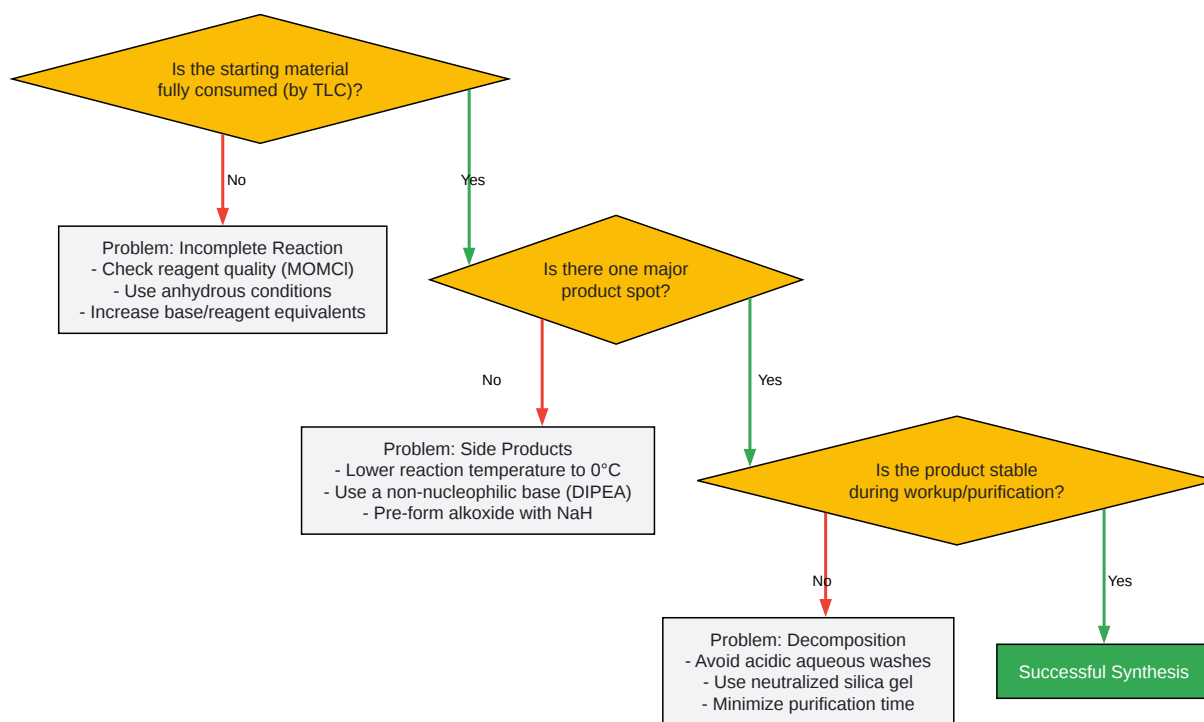 Is the starting material
fully consumed (by TLC)?
No
Yes
Problem: Incomplete Reaction
- Check reagent quality (MOMCl)
- Use anhydrous conditions
- Increase base/reagent equivalents
Is there one major
product spot?
No
Yes
Problem: Side Products
- Lower reaction temperature to 0°C
- Use a non-nucleophilic base (DIPEA)
- Pre-form alkoxide with NaH
Is the product stable
during workup/purification?
No
Yes
Problem: Decomposition
- Avoid acidic aqueous washes
- Use neutralized silica gel
- Minimize purification time
Successful Synthesis